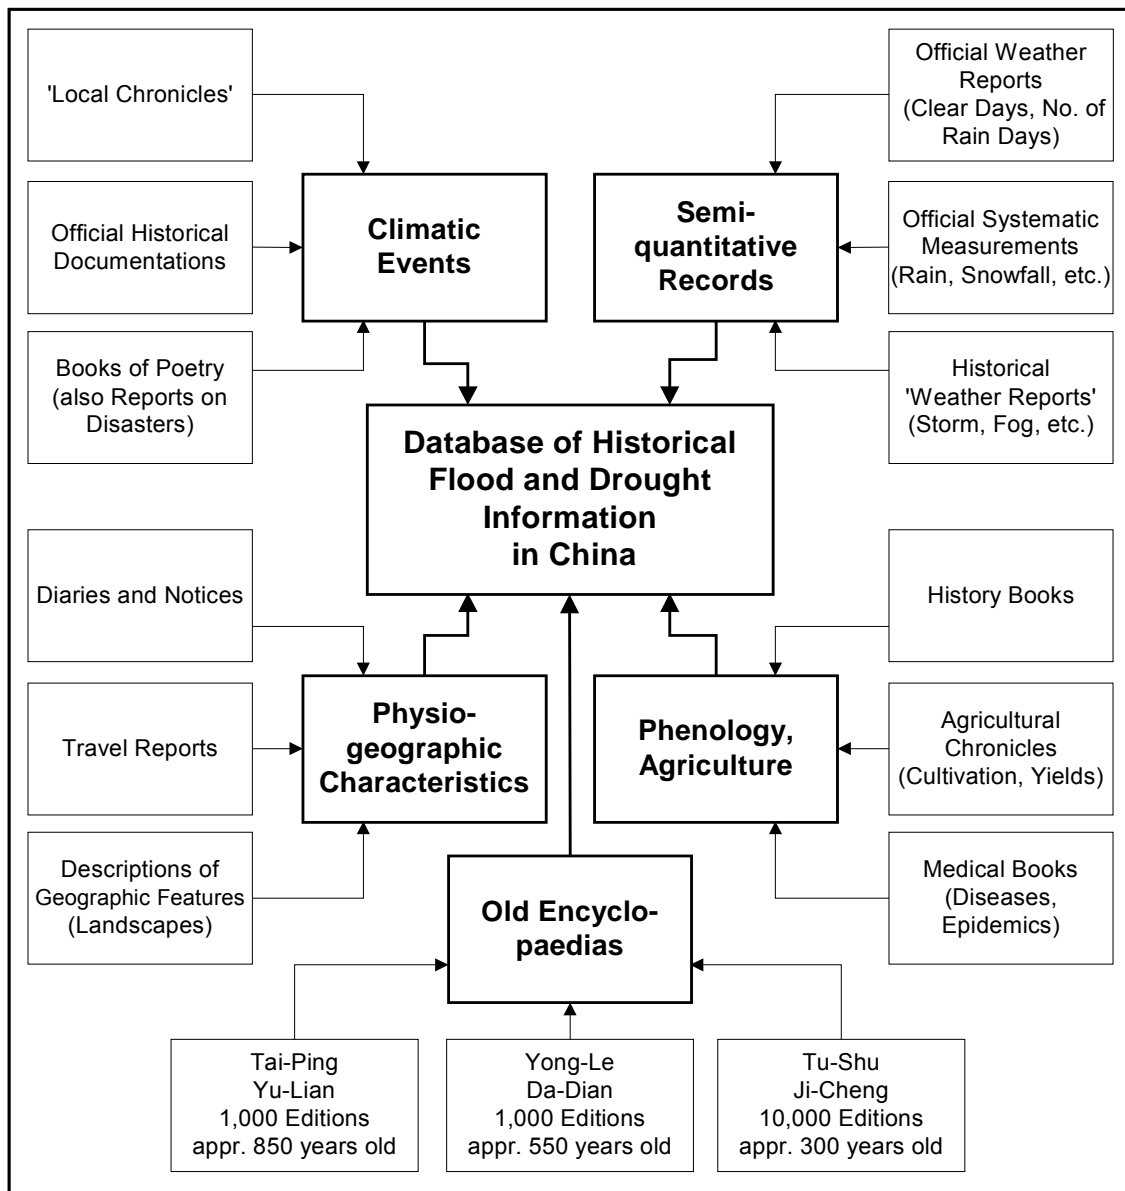 'Local Chronicles'
Official Historical
Documentations
Books of Poetry
(also Reports on
Disasters)
Climatic
Events
Semi-
quantitative
Records
Official Weather
Reports
(Clear Days, No. of
Rain Days)
Official Systematic
Measurements
(Rain, Snowfall, etc.)
Historical
'Weather Reports'
(Storm, Fog, etc.)
Database of Historical
Flood and Drought
Information
in China
Diaries and Notices
Travel Reports
Descriptions of
Geographic Features
(Landscapes)
Physio-
geographic
Characteristics
Phenology,
Agriculture
History Books
Agricultural
Chronicles
(Cultivation, Yields)
Medical Books
(Diseases,
Epidemics)
Old Encyclo-
paedias
Tai-Ping
Yu-Lian
1,000 Editions
appr. 850 years old
Yong-Le
Da-Dian
1,000 Editions
appr. 550 years old
Tu-Shu
Ji-Cheng
10,000 Editions
appr. 300 years old